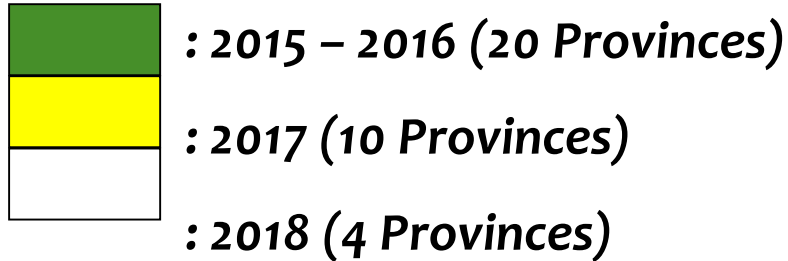 : 2015 – 2016 (20 Provinces)
: 2017 (10 Provinces)
: 2018 (4 Provinces)